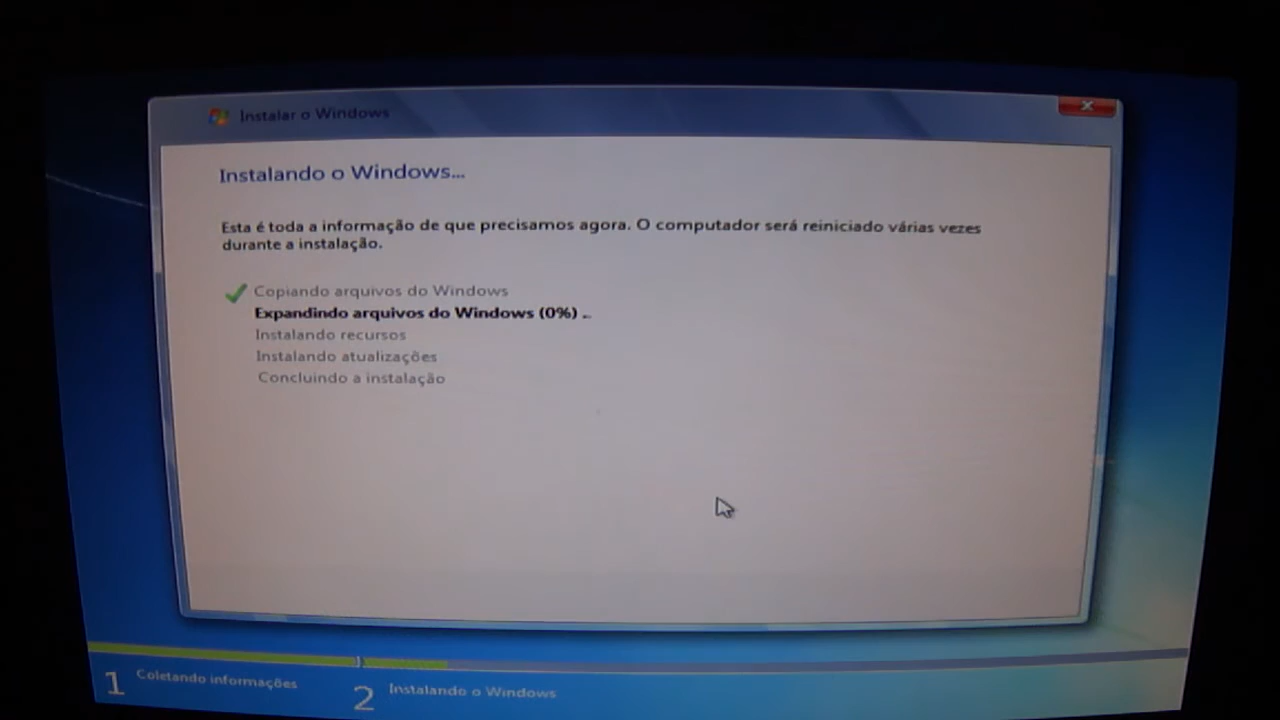 Instalar o Windows
Instalando o Windows...
Esta é toda a informação de que precisamos agora. O computador será reiniciado várias vezes
durante a instalação.
Copiando arquivos do Windows
Expandindo arquivos do Windows (0%) ..
Instalando recursos
Instalando atualizações
Concluindo a instalação
1 Coletando informações
2 Instalando o Windows